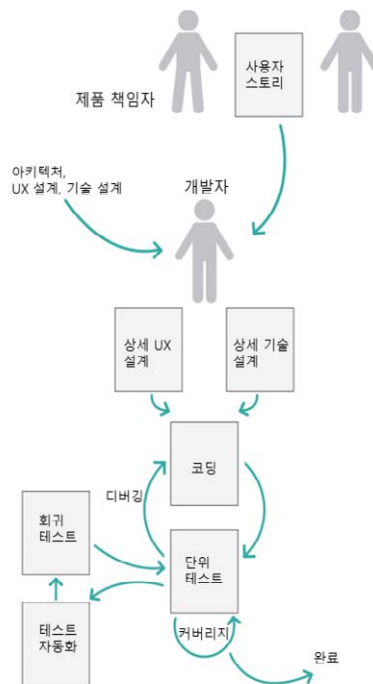 사용자
스토리
제품 책임자
아키텍처,
UX 설계, 기술 설계
개발자
상세 UX
설계
상세 기술
설계
코딩
디버깅
회귀
테스트
단위
테스트
커버리지
테스트
자동화
완료